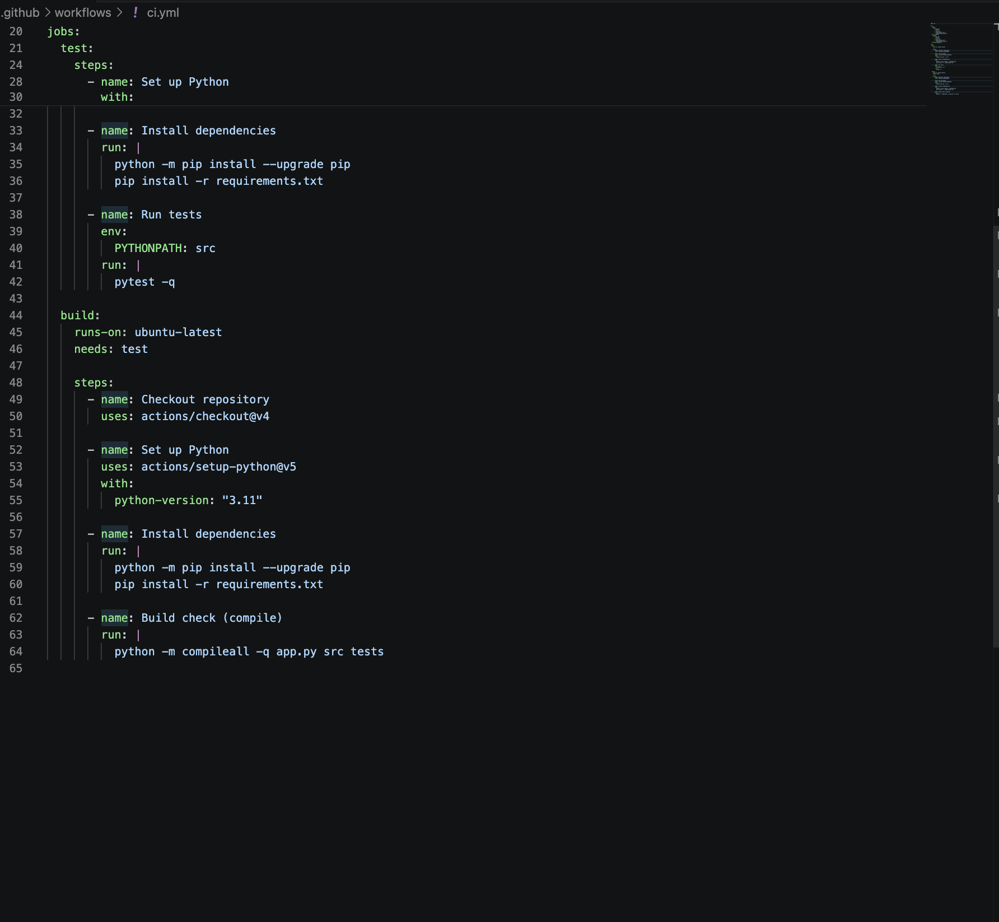 .github > workflows > ! ci.yml
20 jobs:
21 test:
24 steps:
28 - name: Set up Python
30 with:
32
33 - name: Install dependencies
34 run: |
35 python -m pip install --upgrade pip
36 pip install -r requirements.txt
37
38 - name: Run tests
39 env:
40 PYTHONPATH: src
41 run: |
42 pytest -q
43
44 build:
45 runs-on: ubuntu-latest
46 needs: test
47
48 steps:
49 - name: Checkout repository
50 uses: actions/checkout@v4
51
52 - name: Set up Python
53 uses: actions/setup-python@v5
54 with:
55 python-version: "3.11"
56
57 - name: Install dependencies
58 run: |
59 python -m pip install --upgrade pip
60 pip install -r requirements.txt
61
62 - name: Build check (compile)
63 run: |
64 python -m compileall -q app.py src tests
65